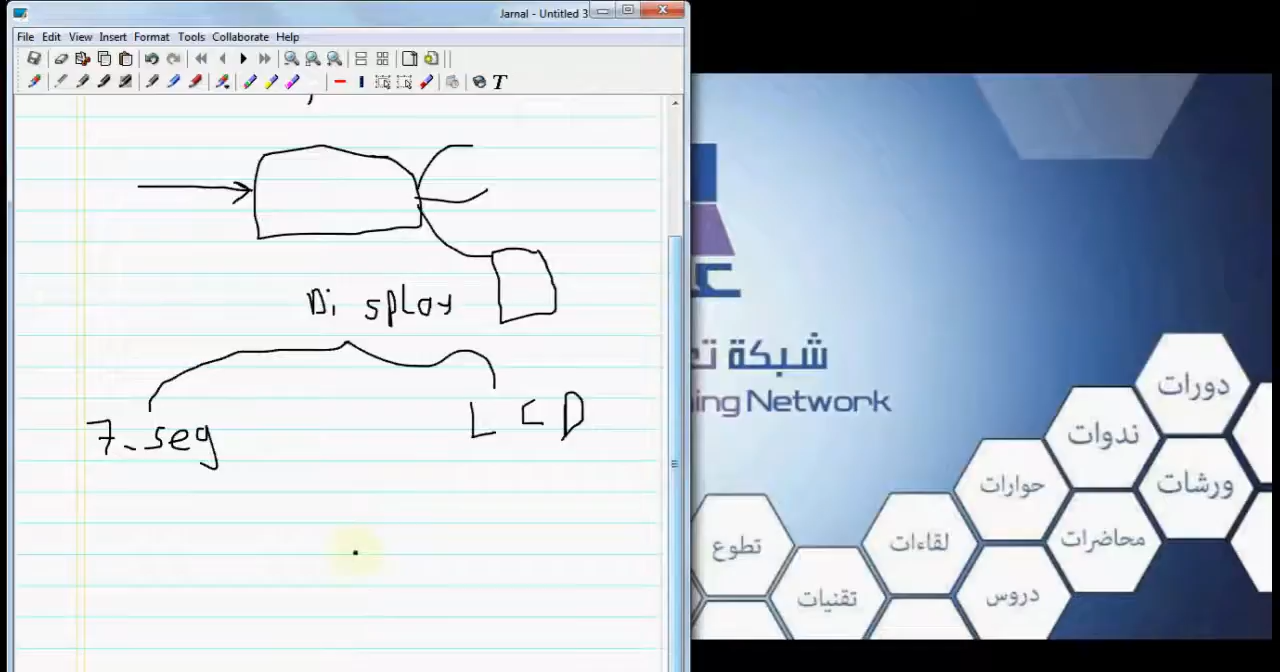 Jarnal - Untitled 3
File Edit View Insert Format Tools Collaborate Help
T
Display
7-seg
LCD
شبكة
ing Network
دورات
ندوات
ورشات
حوارات
محاضرات
لقاءات
تطوع
دروس
تقنيات